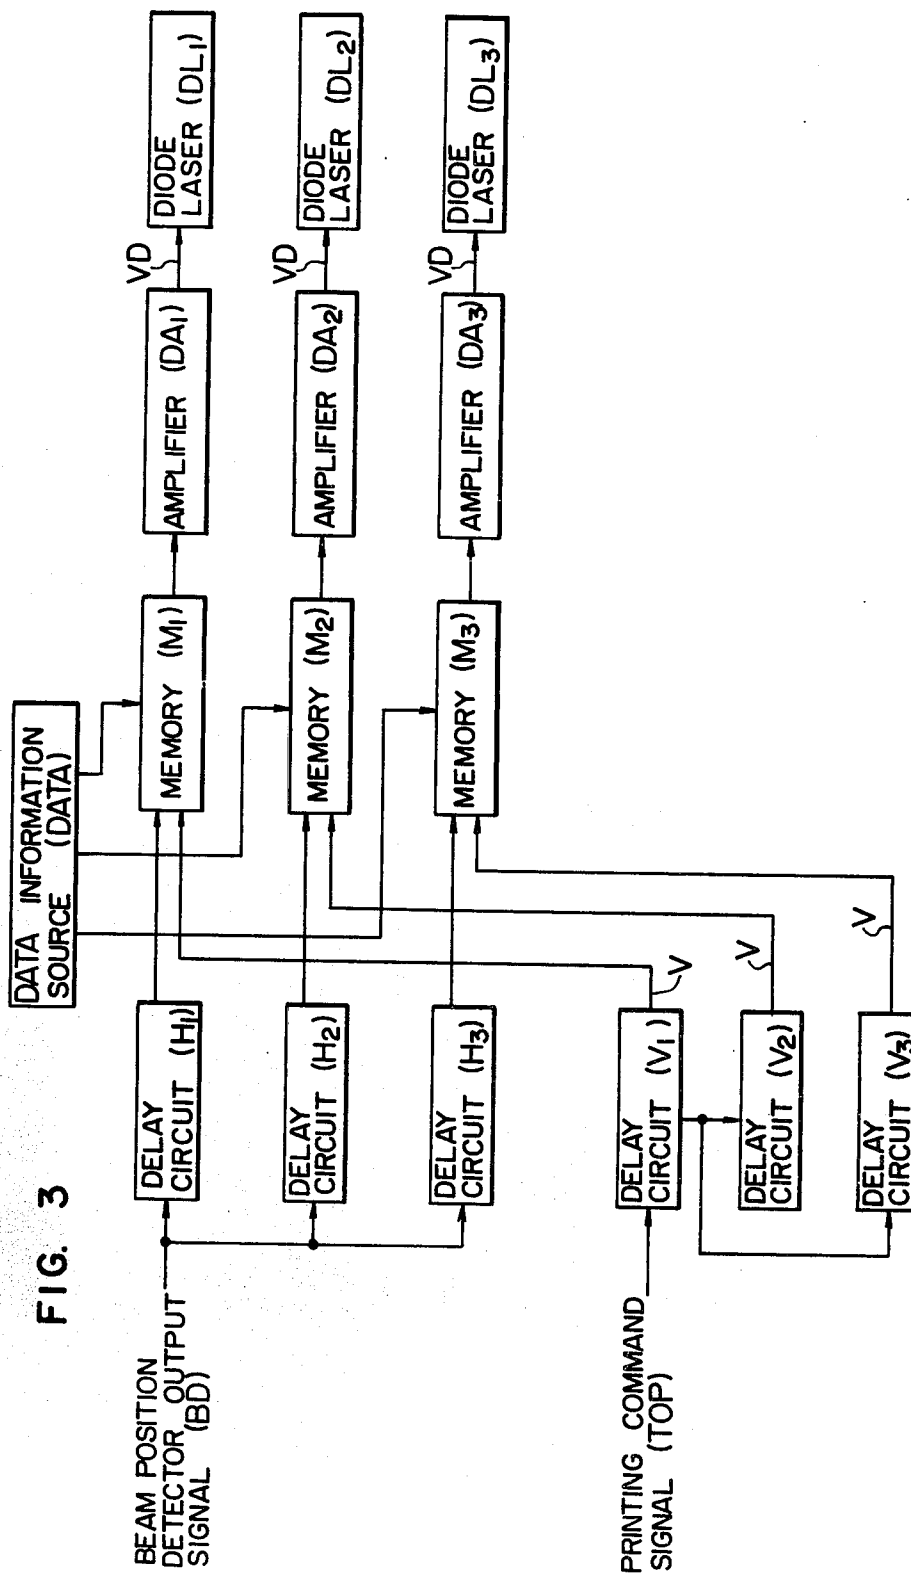 FIG. 3
DATA INFORMATION
SOURCE (DATA)
BEAM POSITION
DETECTOR OUTPUT
SIGNAL (BD)
DELAY
CIRCUIT (H1)
MEMORY (M1)
AMPLIFIER (DA1)
VD
DIODE
LASER (DL1)
DELAY
CIRCUIT (H2)
MEMORY (M2)
AMPLIFIER (DA2)
VD
DIODE
LASER (DL2)
DELAY
CIRCUIT (H3)
MEMORY (M3)
AMPLIFIER (DA3)
VD
DIODE
LASER (DL3)
PRINTING COMMAND
SIGNAL (TOP)
DELAY
CIRCUIT (V1)
V
DELAY
CIRCUIT (V2)
V
DELAY
CIRCUIT (V3)
V